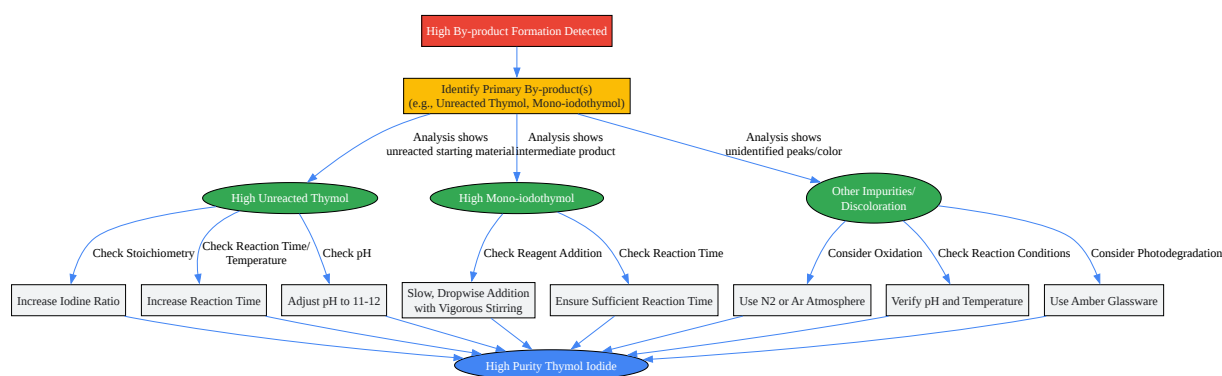 High By-product Formation Detected
Identify Primary By-product(s)
(e.g., Unreacted Thymol, Mono-iodothymol)
Analysis shows
unreacted starting material
Analysis shows
intermediate product
Analysis shows
unidentified peaks/color
High Unreacted Thymol
High Mono-iodothymol
Other Impurities/
Discoloration
Check Stoichiometry
Check Reaction Time/
Temperature
Check pH
Check Reagent Addition
Check Reaction Time
Consider Oxidation
Check Reaction Conditions
Consider Photodegradation
Increase Iodine Ratio
Increase Reaction Time
Adjust pH to 11-12
Slow, Dropwise Addition
with Vigorous Stirring
Ensure Sufficient Reaction Time
Use N2 or Ar Atmosphere
Verify pH and Temperature
Use Amber Glassware
High Purity Thymol Iodide